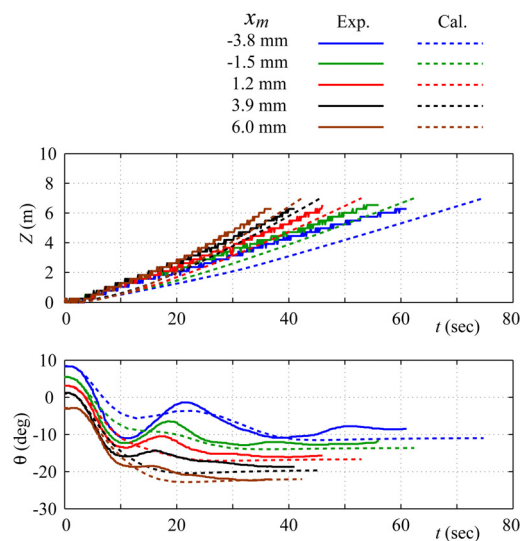 x_m Exp. Cal.
-3.8 mm
-1.5 mm
1.2 mm
3.9 mm
6.0 mm
10
8
6
4
2
0
Z (m)
0 20 40 60 80
t (sec)
10
0
-10
-20
-30
θ (deg)
0 20 40 60 80
t (sec)